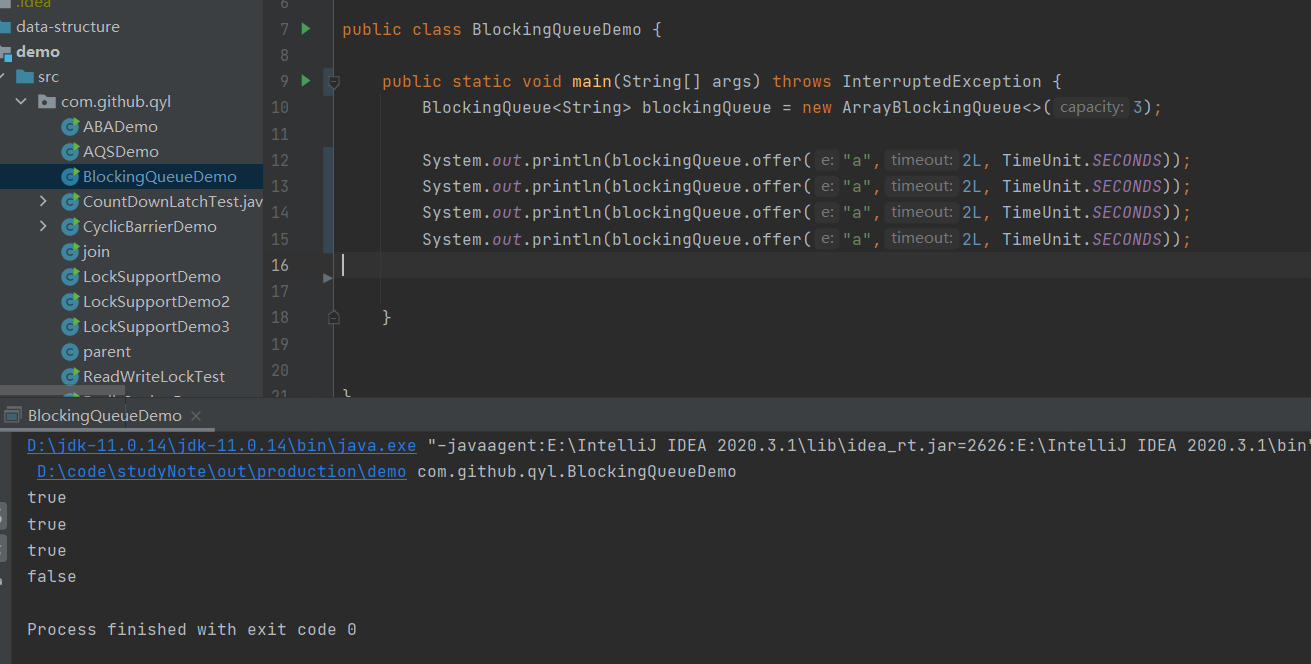 .idea
data-structure
demo
src
com.github.qyl
ABADemo
AQSDemo
BlockingQueueDemo
CountDownLatchTest.jav
CyclicBarrierDemo
join
LockSupportDemo
LockSupportDemo2
LockSupportDemo3
parent
ReadWriteLockTest
6
7 public class BlockingQueueDemo {
8
9 public static void main(String[] args) throws InterruptedException {
10 BlockingQueue<String> blockingQueue = new ArrayBlockingQueue<>( capacity: 3);
11
12 System.out.println(blockingQueue.offer( e: "a", timeout: 2L, TimeUnit.SECONDS));
13 System.out.println(blockingQueue.offer( e: "a", timeout: 2L, TimeUnit.SECONDS));
14 System.out.println(blockingQueue.offer( e: "a", timeout: 2L, TimeUnit.SECONDS));
15 System.out.println(blockingQueue.offer( e: "a", timeout: 2L, TimeUnit.SECONDS));
16
17
18 }
19
20
21 }
BlockingQueueDemo
D:\jdk-11.0.14\jdk-11.0.14\bin\java.exe "-javaagent:E:\IntelliJ IDEA 2020.3.1\lib\idea_rt.jar=2626:E:\IntelliJ IDEA 2020.3.1\bin"
D:\code\studyNote\out\production\demo com.github.qyl.BlockingQueueDemo
true
true
true
false
Process finished with exit code 0